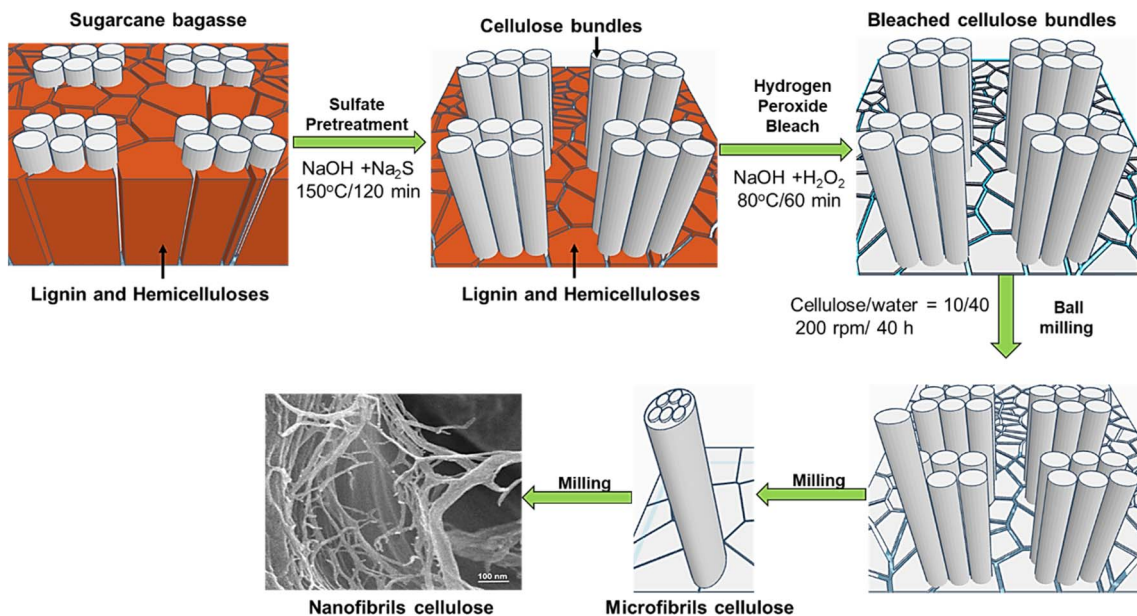 Sugarcane bagasse
Cellulose bundles
Bleached cellulose bundles
Sulfate
Pretreatment
NaOH +Na₂S
150°C/120 min
Hydrogen
Peroxide
Bleach
NaOH +H₂O₂
80°C/60 min
Lignin and Hemicelluloses
Lignin and Hemicelluloses
Cellulose/water = 10/40
200 rpm/ 40 h
Ball
milling
Milling
Milling
100 nm
Nanofibrils cellulose
Microfibrils cellulose